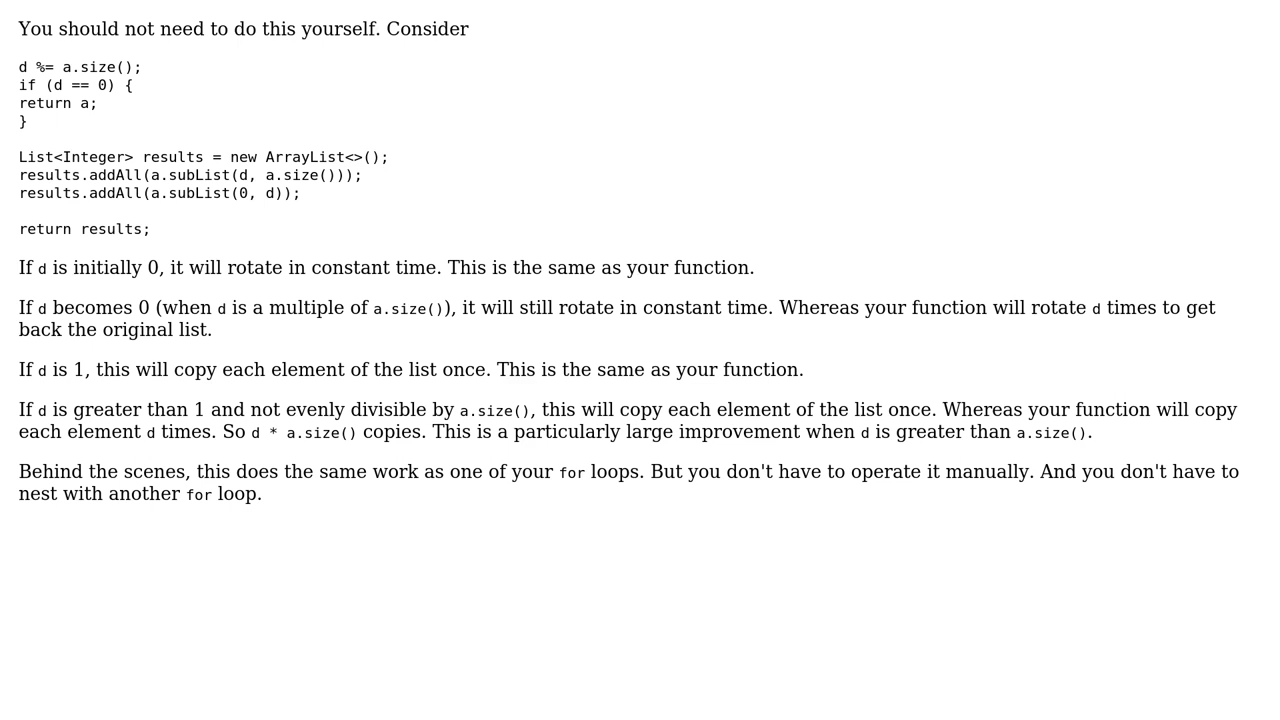 You should not need to do this yourself. Consider
d %= a.size();
if (d == 0) {
return a;
}
List<Integer> results = new ArrayList<>();
results.addAll(a.subList(d, a.size()));
results.addAll(a.subList(0, d));
return results;
If d is initially 0, it will rotate in constant time. This is the same as your function.
If d becomes 0 (when d is a multiple of a.size()), it will still rotate in constant time. Whereas your function will rotate d times to get
back the original list.
If d is 1, this will copy each element of the list once. This is the same as your function.
If d is greater than 1 and not evenly divisible by a.size(), this will copy each element of the list once. Whereas your function will copy
each element d times. So d * a.size() copies. This is a particularly large improvement when d is greater than a.size().
Behind the scenes, this does the same work as one of your for loops. But you don't have to operate it manually. And you don't have to
nest with another for loop.